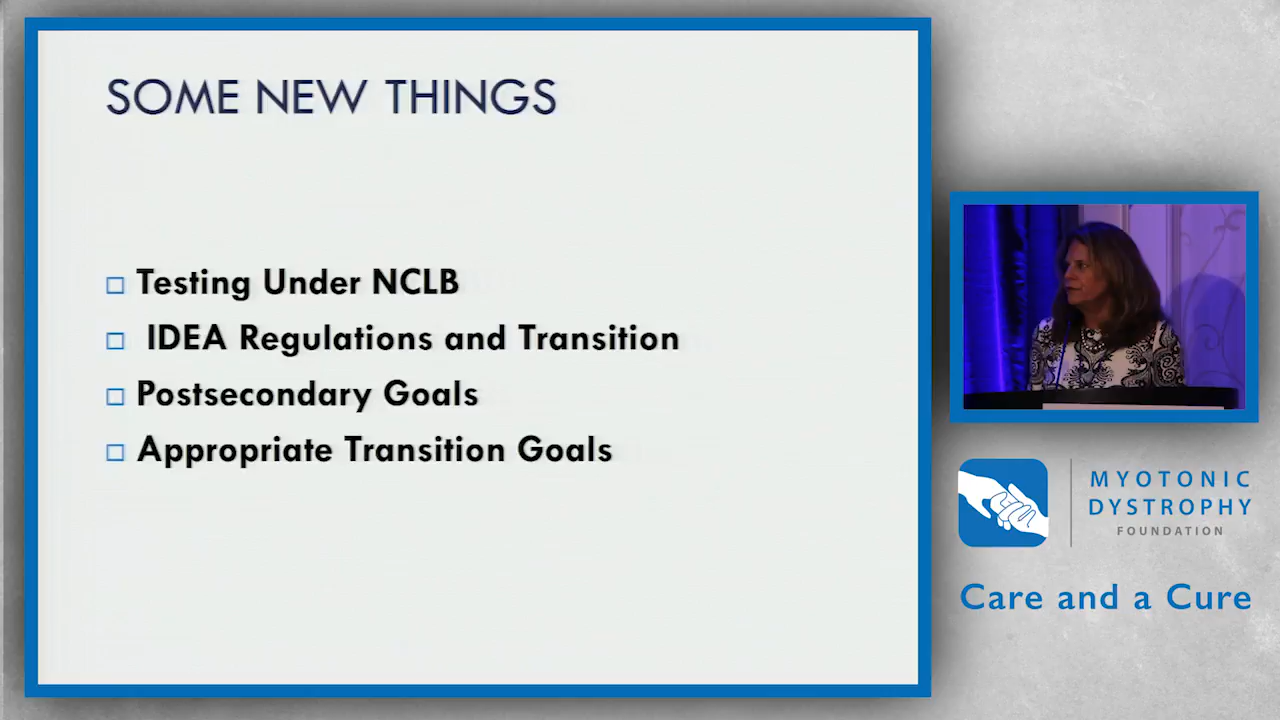 SOME NEW THINGS
Testing Under NCLB
IDEA Regulations and Transition
Postsecondary Goals
Appropriate Transition Goals
MYOTONIC
DYSTROPHY
FOUNDATION
Care and a Cure